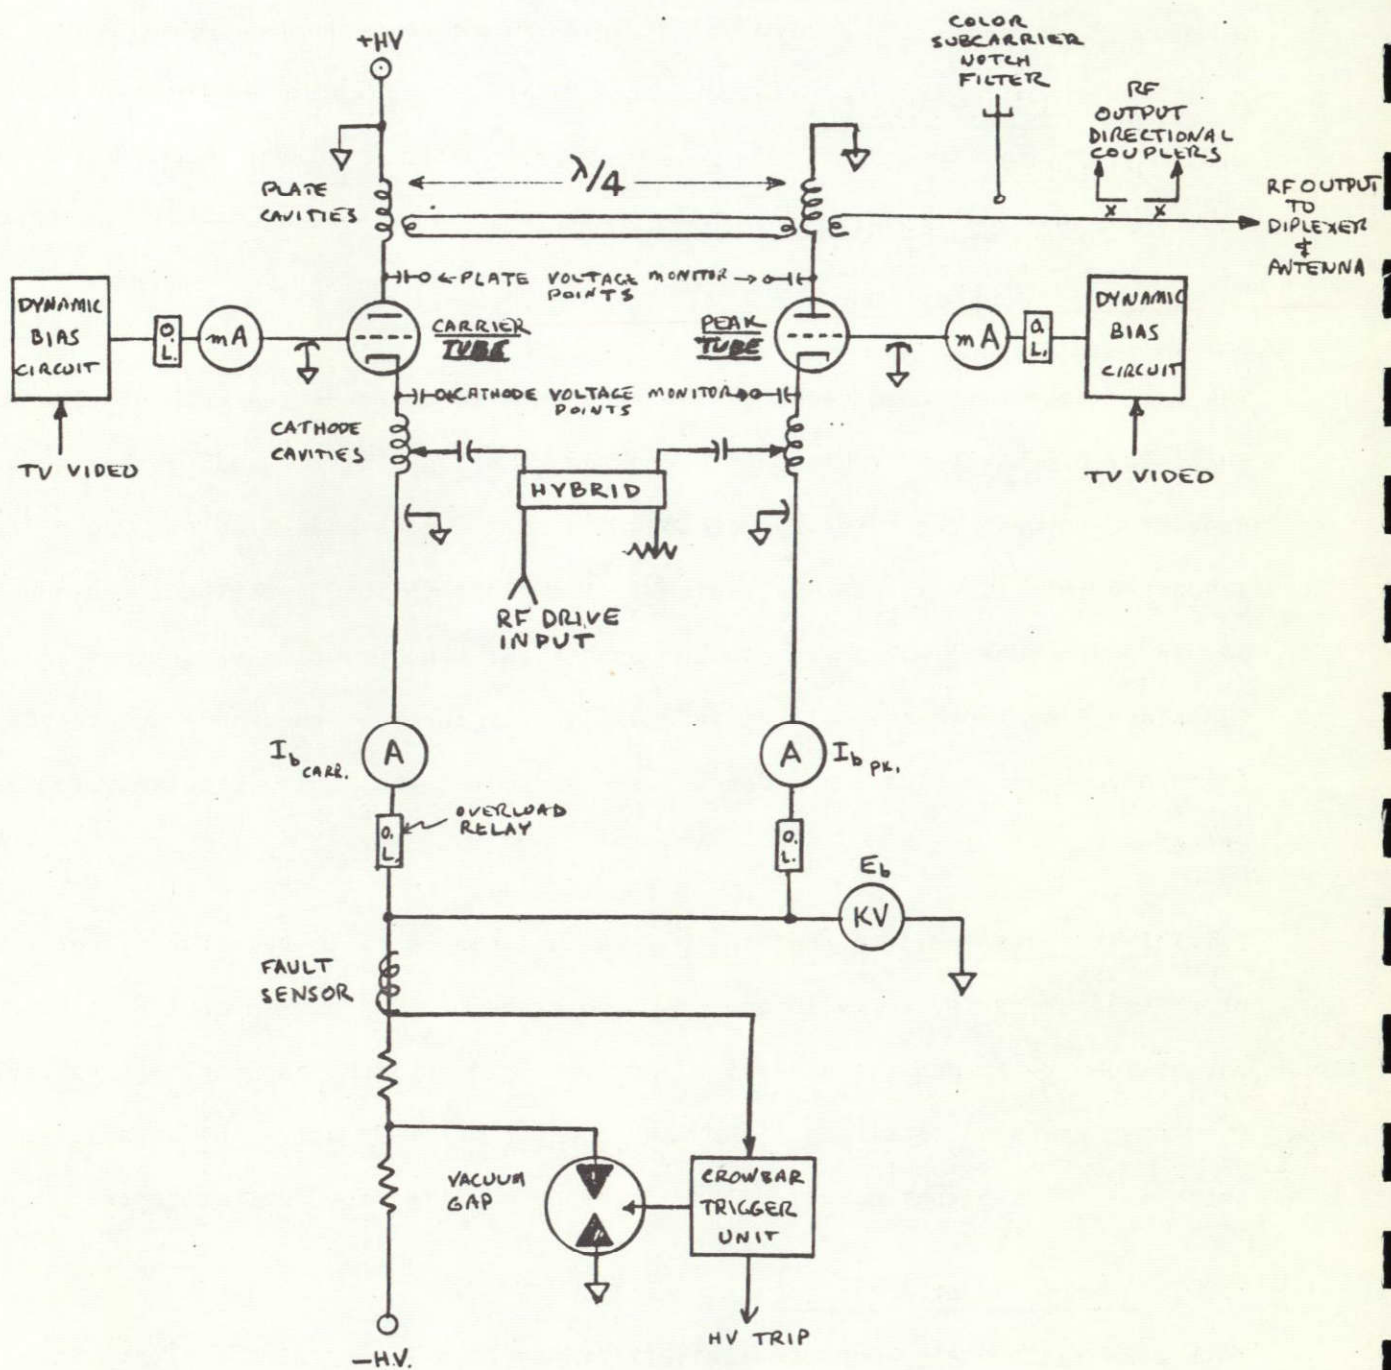 +HV
COLOR
SUBCARRIER
NOTCH
FILTER
RF
OUTPUT
DIRECTIONAL
COUPLERS
PLATE
CAVITIES
λ/4
RF OUTPUT
TO
DIPLEXER
&
ANTENNA
PLATE VOLTAGE MONITOR
POINTS
DYNAMIC
BIAS
CIRCUIT
O.
L.
mA
CARRIER
TUBE
PEAK
TUBE
mA
O.
L.
DYNAMIC
BIAS
CIRCUIT
CATHODE VOLTAGE MONITOR
POINTS
CATHODE
CAVITIES
TV VIDEO
TV VIDEO
HYBRID
RF DRIVE
INPUT
Ib CARR.
A
A
Ib PK.
OVERLOAD
RELAY
O.
L.
O.
L.
Eb
KV
FAULT
SENSOR
VACUUM
GAP
CROWBAR
TRIGGER
UNIT
HV TRIP
-H.V.